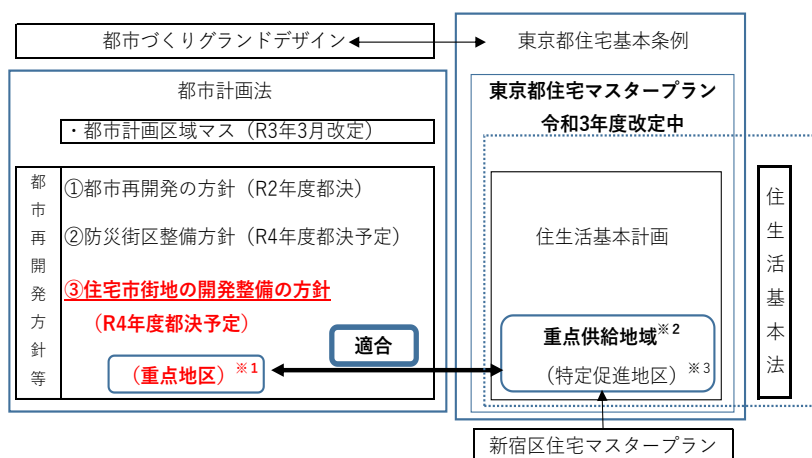 都市づくりグランドデザイン
東京都住宅基本条例
都市計画法
・都市計画区域マス（R3年3月改定）
都市再開発方針等
①都市再開発の方針（R2年度都決）
②防災街区整備方針（R4年度都決予定）
③住宅市街地の開発整備の方針
（R4年度都決予定）
（重点地区）※1
適合
東京都住宅マスタープラン
令和3年度改定中
住生活基本計画
重点供給地域※2
（特定促進地区）※3
住生活基本法
新宿区住宅マスタープラン